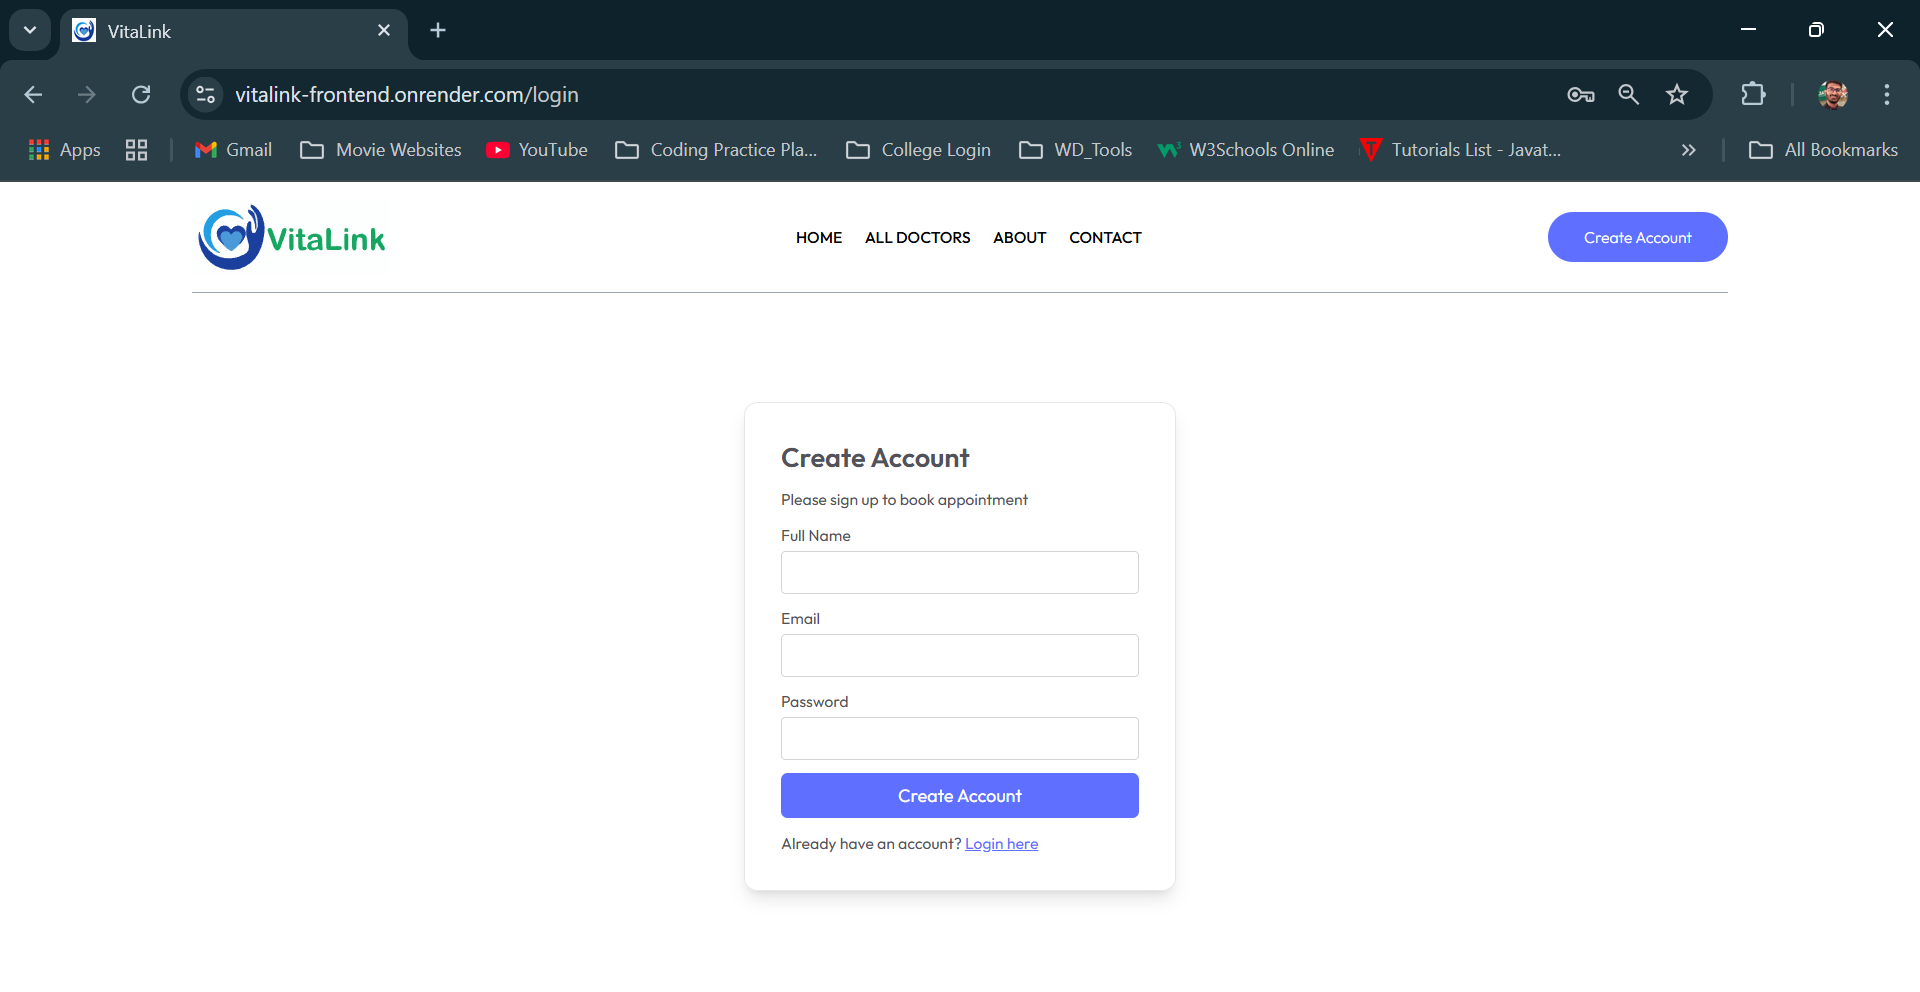 VitaLink
vitalink-frontend.onrender.com/login
Apps Gmail Movie Websites YouTube Coding Practice Pla... College Login WD_Tools W3Schools Online Tutorials List - Javat... All Bookmarks
VitaLink HOME ALL DOCTORS ABOUT CONTACT Create Account
Create Account
Please sign up to book appointment
Full Name
Email
Password
Create Account
Already have an account? Login here